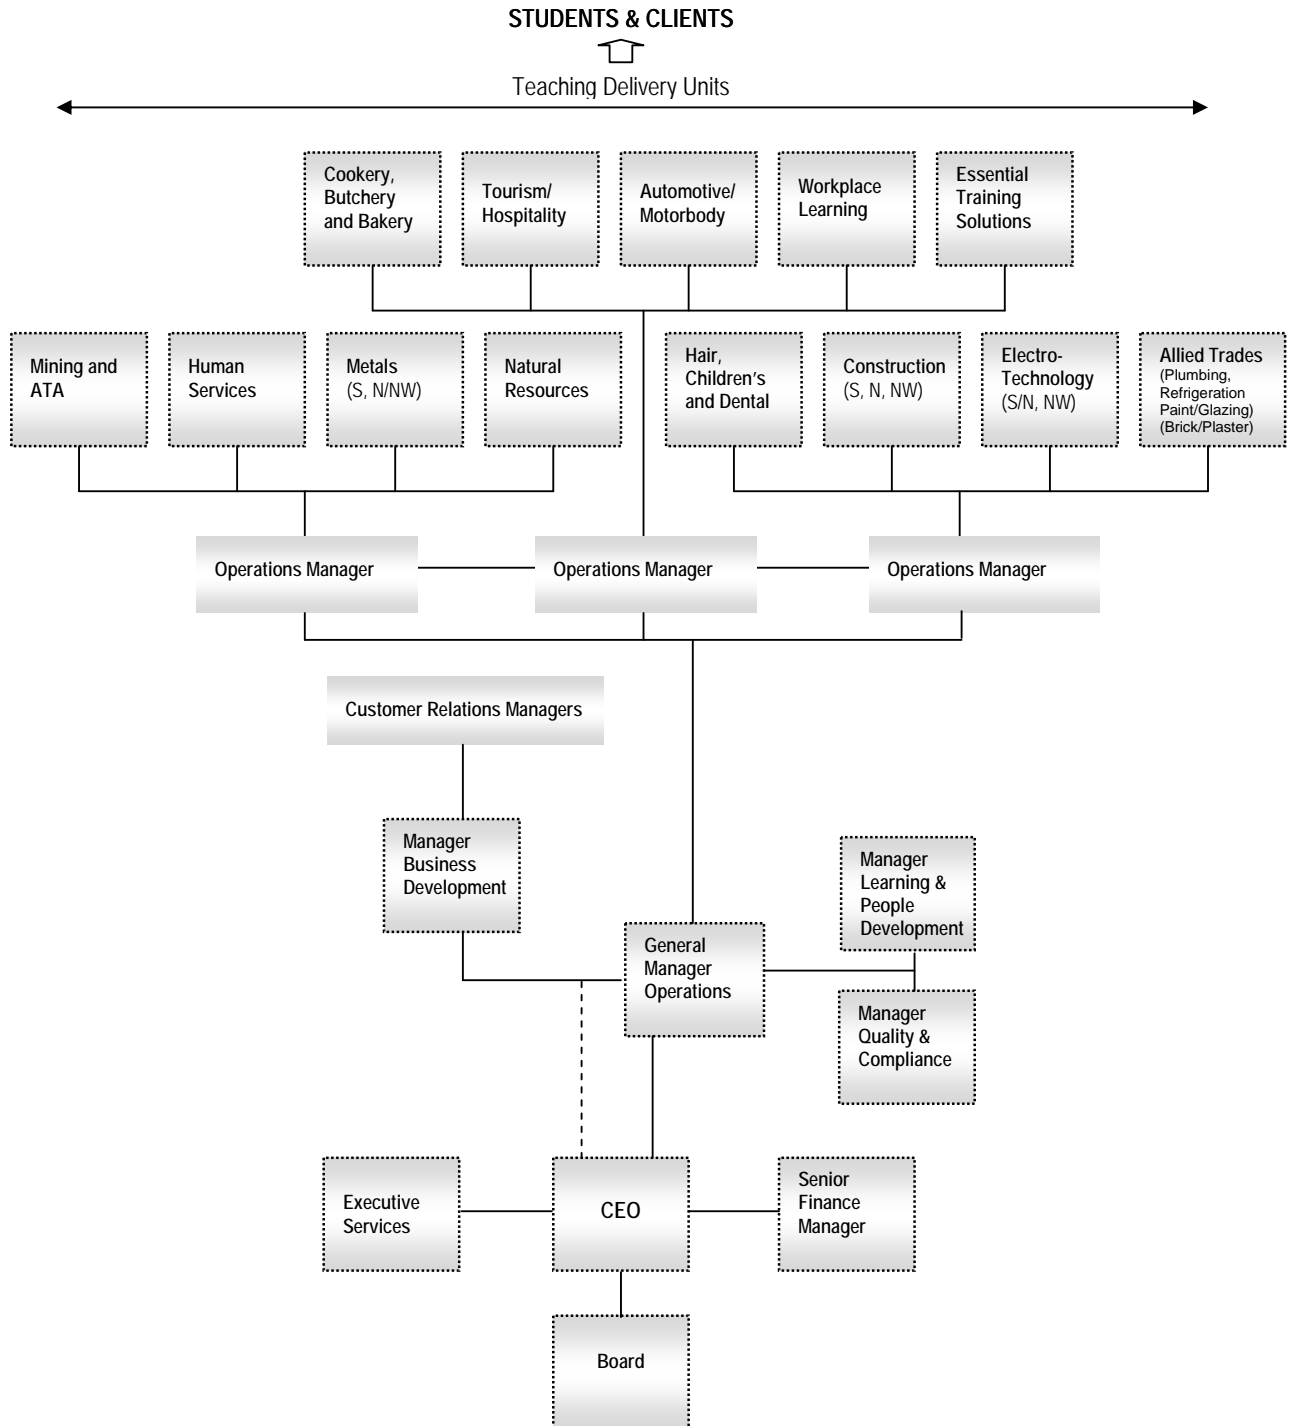 STUDENTS & CLIENTS
Teaching Delivery Units
Cookery,
Butchery
and Bakery
Tourism/
Hospitality
Automotive/
Motorbody
Workplace
Learning
Essential
Training
Solutions
Mining and
ATA
Human
Services
Metals
(S, N/NW)
Natural
Resources
Hair,
Children's
and Dental
Construction
(S, N, NW)
Electro-
Technology
(S/N, NW)
Allied Trades
(Plumbing,
Refrigeration
Paint/Glazing)
(Brick/Plaster)
Operations Manager
Operations Manager
Operations Manager
Customer Relations Managers
Manager
Business
Development
General
Manager
Operations
Manager
Learning &
People
Development
Manager
Quality &
Compliance
Executive
Services
CEO
Senior
Finance
Manager
Board